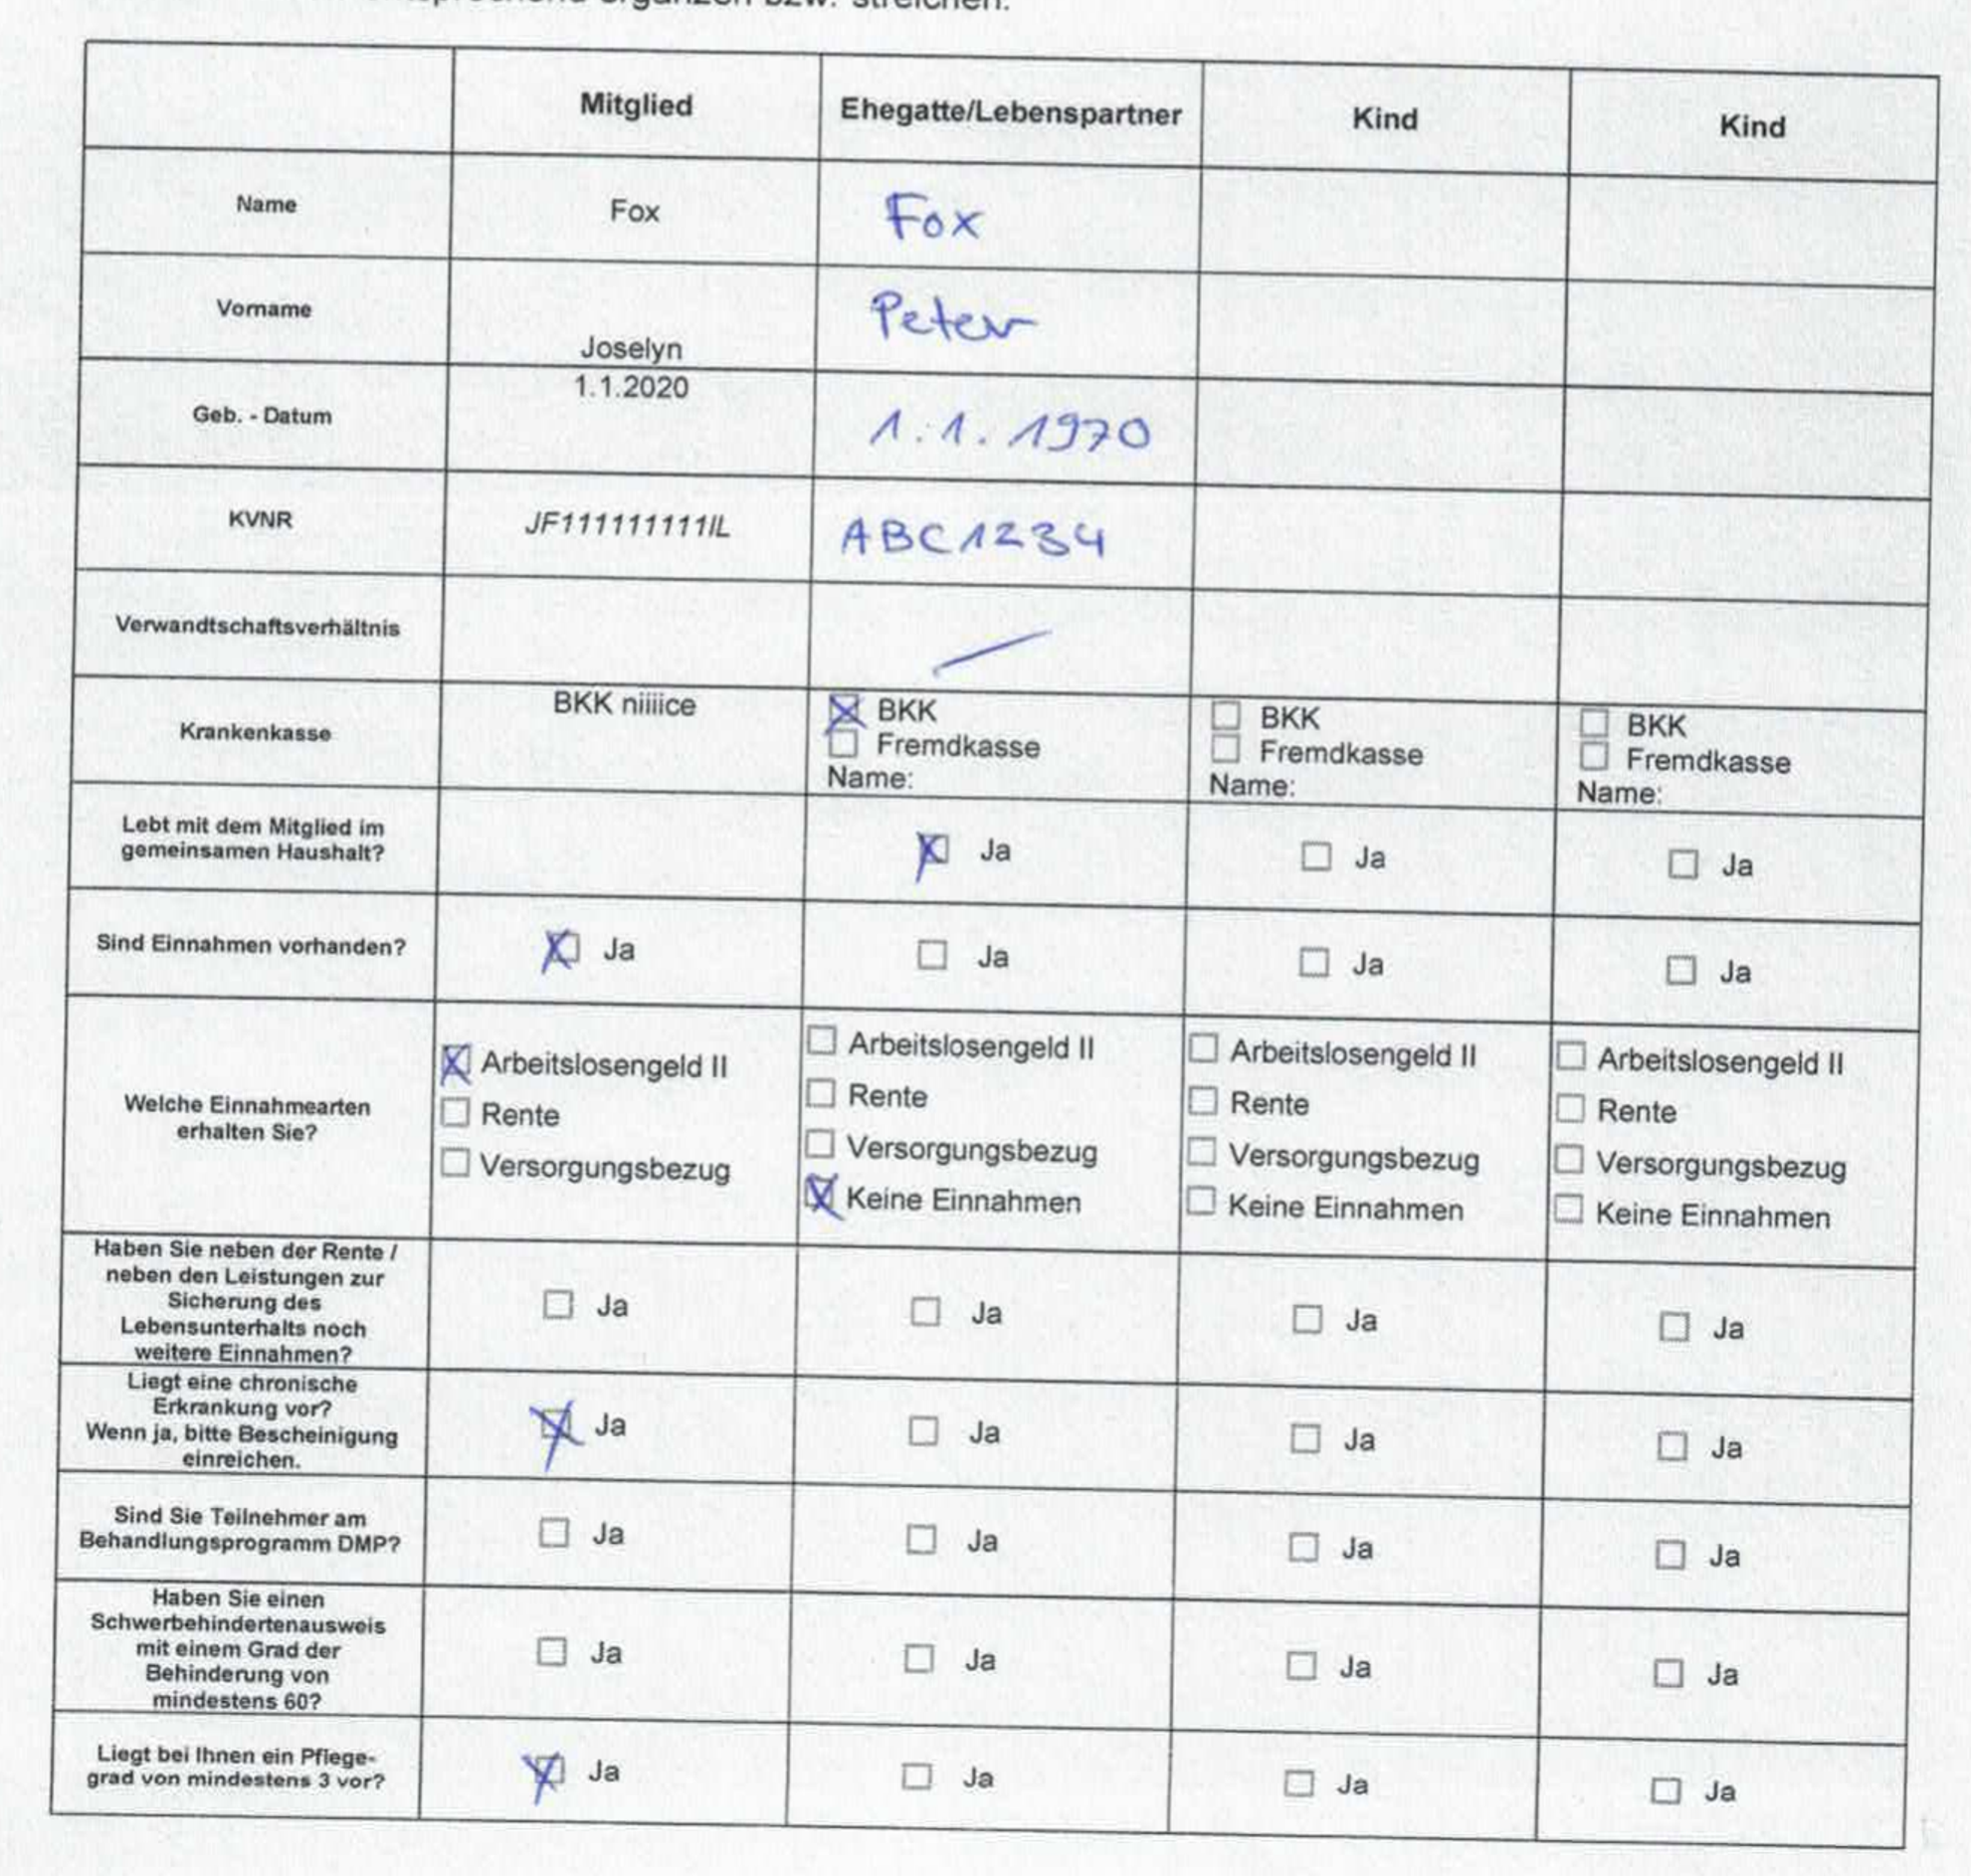 ergänzen bzw. streichen.
Mitglied Ehegatte/Lebenspartner Kind Kind
Name Fox Fox
Vorname Joselyn Peter
Geb. - Datum 1.1.2020 1.1.1970
KVNR JF111111111IL ABC1234
Verwandtschaftsverhältnis
Krankenkasse BKK niiiice
BKK BKK BKK
Fremdkasse Fremdkasse Fremdkasse
Name: Name: Name:
Lebt mit dem Mitglied im
gemeinsamen Haushalt?
Ja Ja Ja
Sind Einnahmen vorhanden? Ja Ja Ja Ja
Welche Einnahmearten
erhalten Sie?
Arbeitslosengeld II Arbeitslosengeld II Arbeitslosengeld II Arbeitslosengeld II
Rente Rente Rente Rente
Versorgungsbezug Versorgungsbezug Versorgungsbezug Versorgungsbezug
Keine Einnahmen Keine Einnahmen Keine Einnahmen
Haben Sie neben der Rente /
neben den Leistungen zur
Sicherung des
Lebensunterhalts noch
weitere Einnahmen?
Ja Ja Ja Ja
Liegt eine chronische
Erkrankung vor?
Wenn ja, bitte Bescheinigung
einreichen.
Ja Ja Ja Ja
Sind Sie Teilnehmer am
Behandlungsprogramm DMP?
Ja Ja Ja Ja
Haben Sie einen
Schwerbehindertenausweis
mit einem Grad der
Behinderung von
mindestens 60?
Ja Ja Ja Ja
Liegt bei Ihnen ein Pflege-
grad von mindestens 3 vor?
Ja Ja Ja Ja